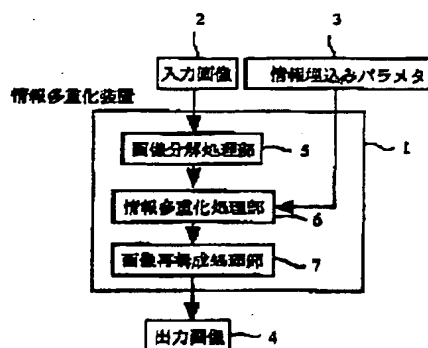 2
3
入力画像
情報埋込みパラメタ
情報多重化装置
画像分解処理部
5
1
情報多重化処理部
6
画像再構成処理部
7
出力画像
4